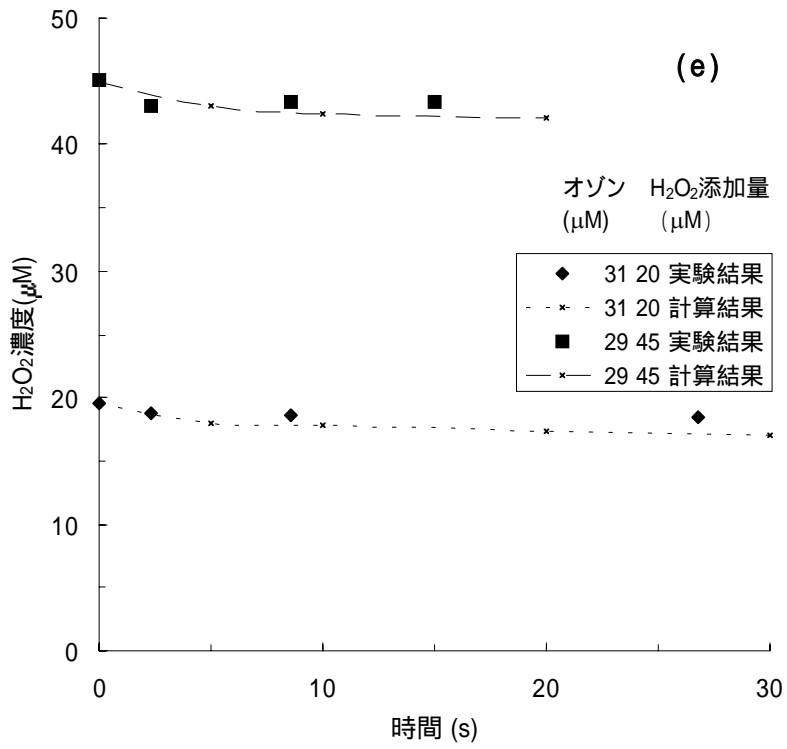 50
(e)
40
オゾン H₂O₂添加量
(μM) (μM)
31 20 実験結果
31 20 計算結果
29 45 実験結果
29 45 計算結果
30
H₂O₂濃度(μM)
20
10
0
0 10 20 30
時間 (s)